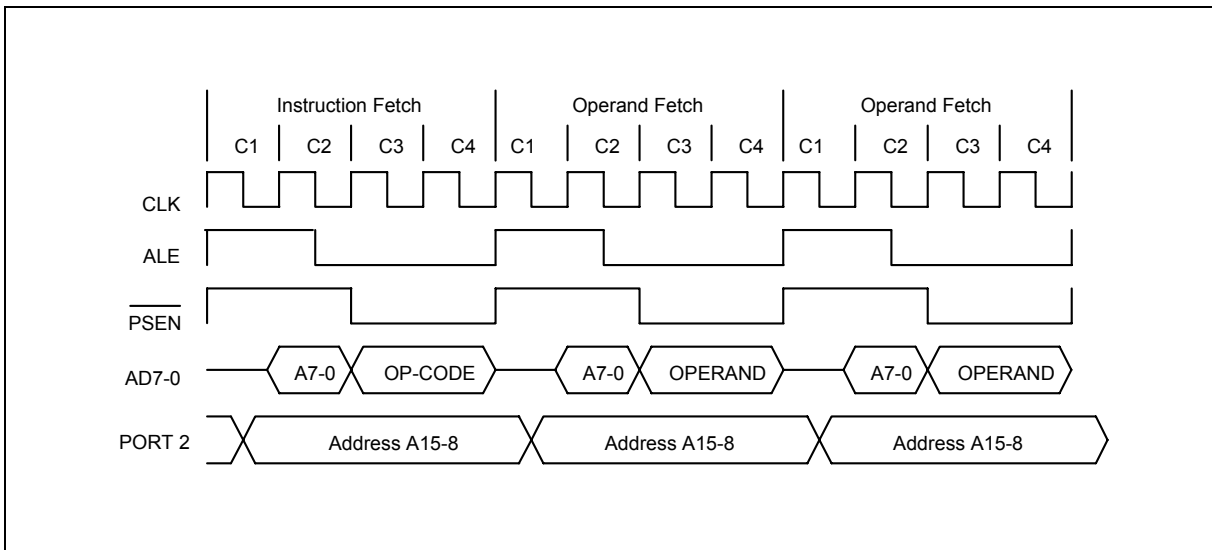 Instruction Fetch Operand Fetch Operand Fetch
C1 C2 C3 C4 C1 C2 C3 C4 C1 C2 C3 C4
CLK
ALE
PSEN
AD7-0 A7-0 OP-CODE A7-0 OPERAND A7-0 OPERAND
PORT 2 Address A15-8 Address A15-8 Address A15-8